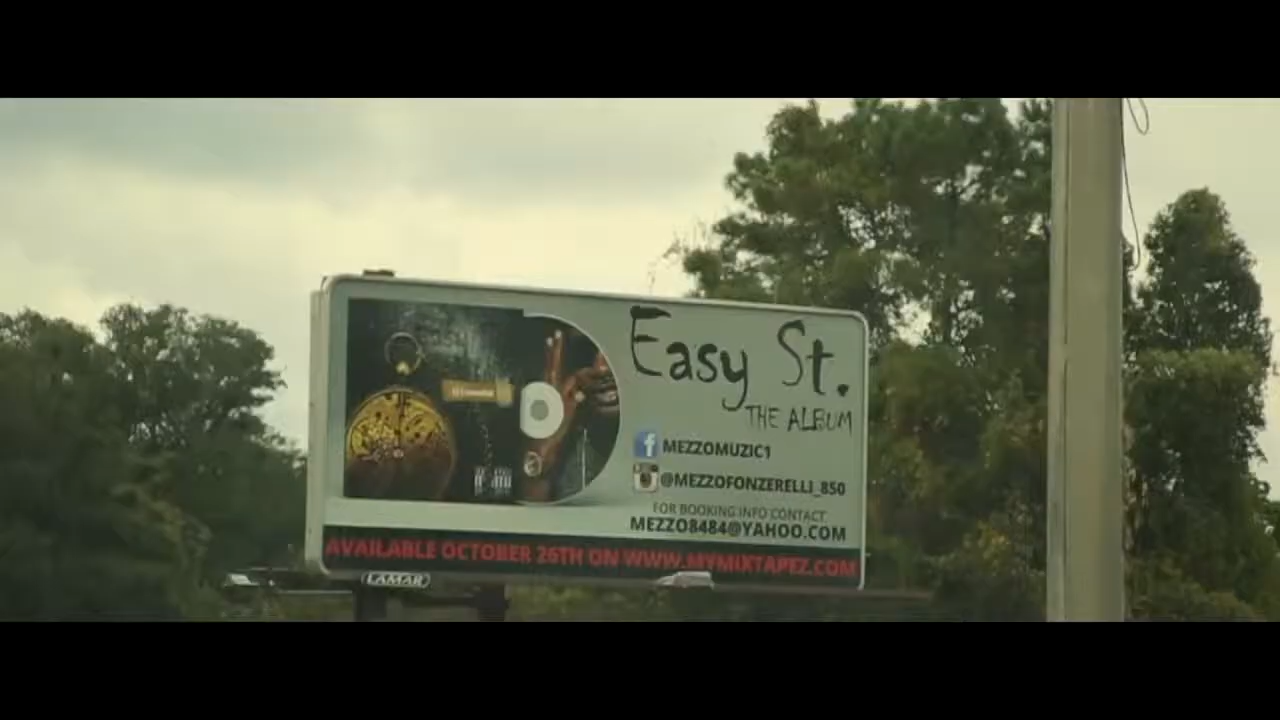 Easy St.
THE ALBUM
f MEZZOMUZIC1
@MEZZOFONZERELLI_850
FOR BOOKING INFO CONTACT
MEZZO8484@YAHOO.COM
AVAILABLE OCTOBER 26TH ON WWW.MYMIXTAPEZ.COM
LAMAR